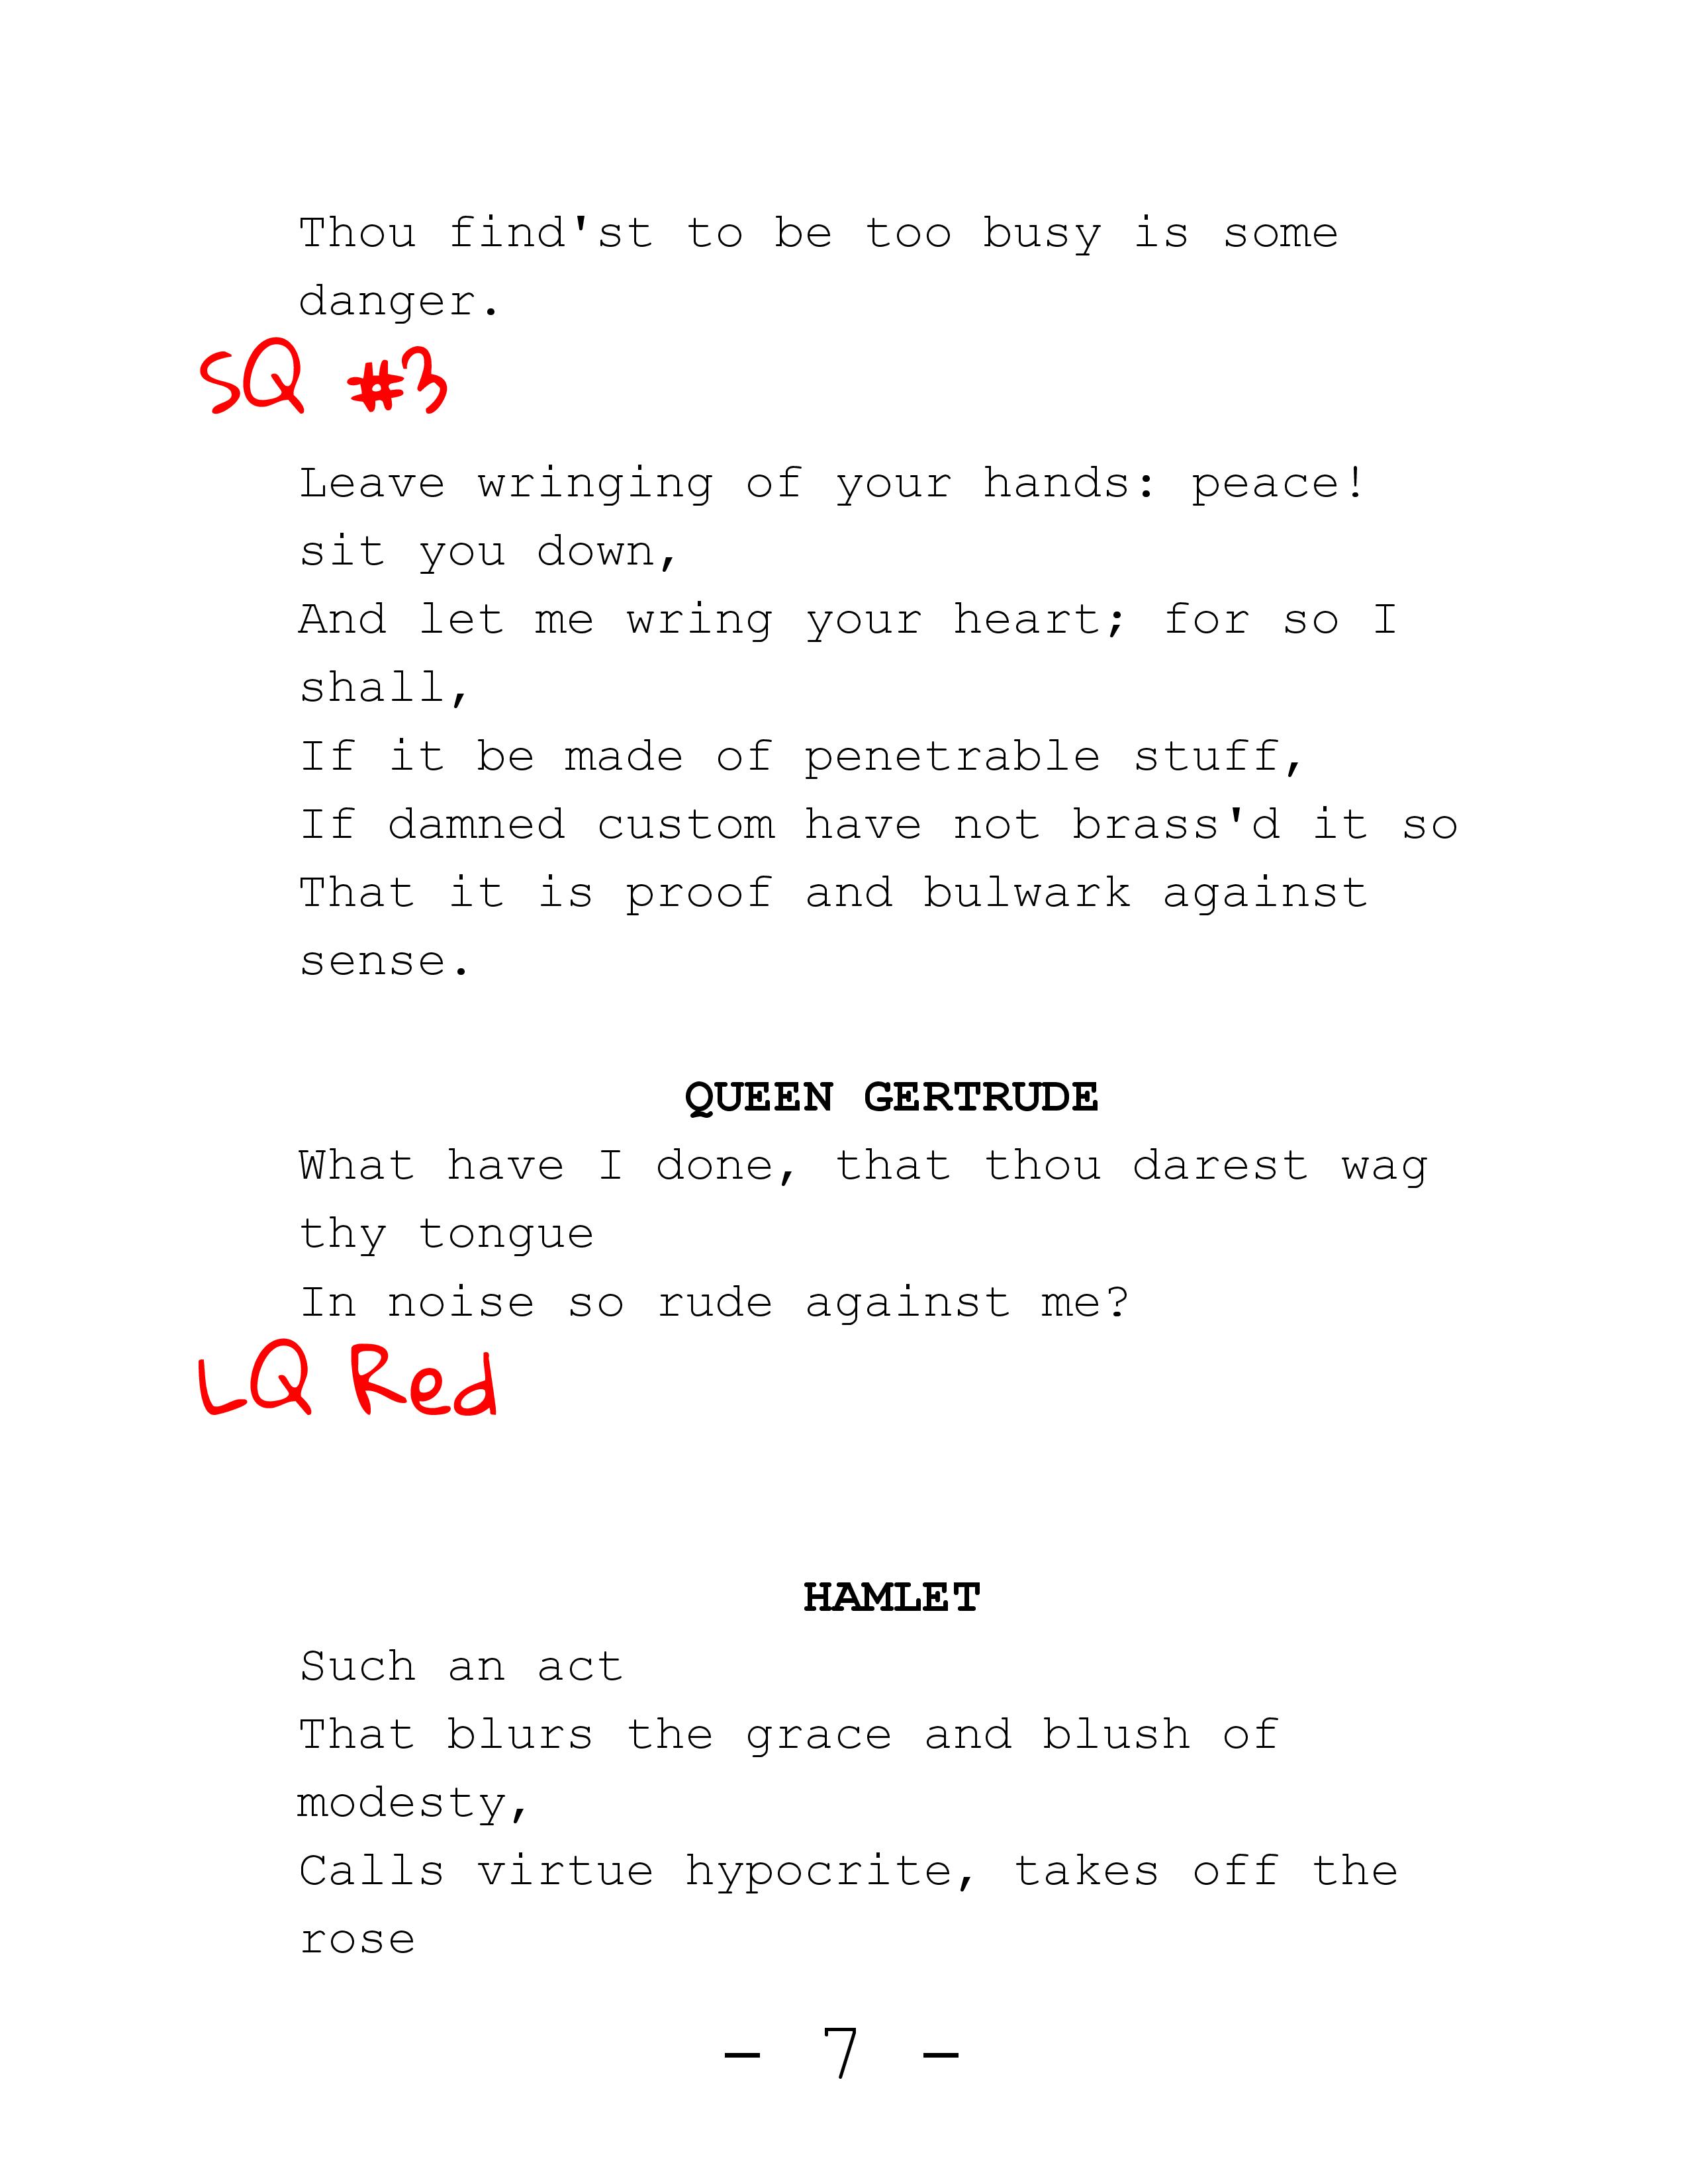 Thou find'st to be too busy is some
danger.
SQ #3
Leave wringing of your hands: peace!
sit you down,
And let me wring your heart; for so I
shall,
If it be made of penetrable stuff,
If damned custom have not brass'd it so
That it is proof and bulwark against
sense.
QUEEN GERTRUDE
What have I done, that thou darest wag
thy tongue
In noise so rude against me?
LQ Red
HAMLET
Such an act
That blurs the grace and blush of
modesty,
Calls virtue hypocrite, takes off the
rose
- 7 -